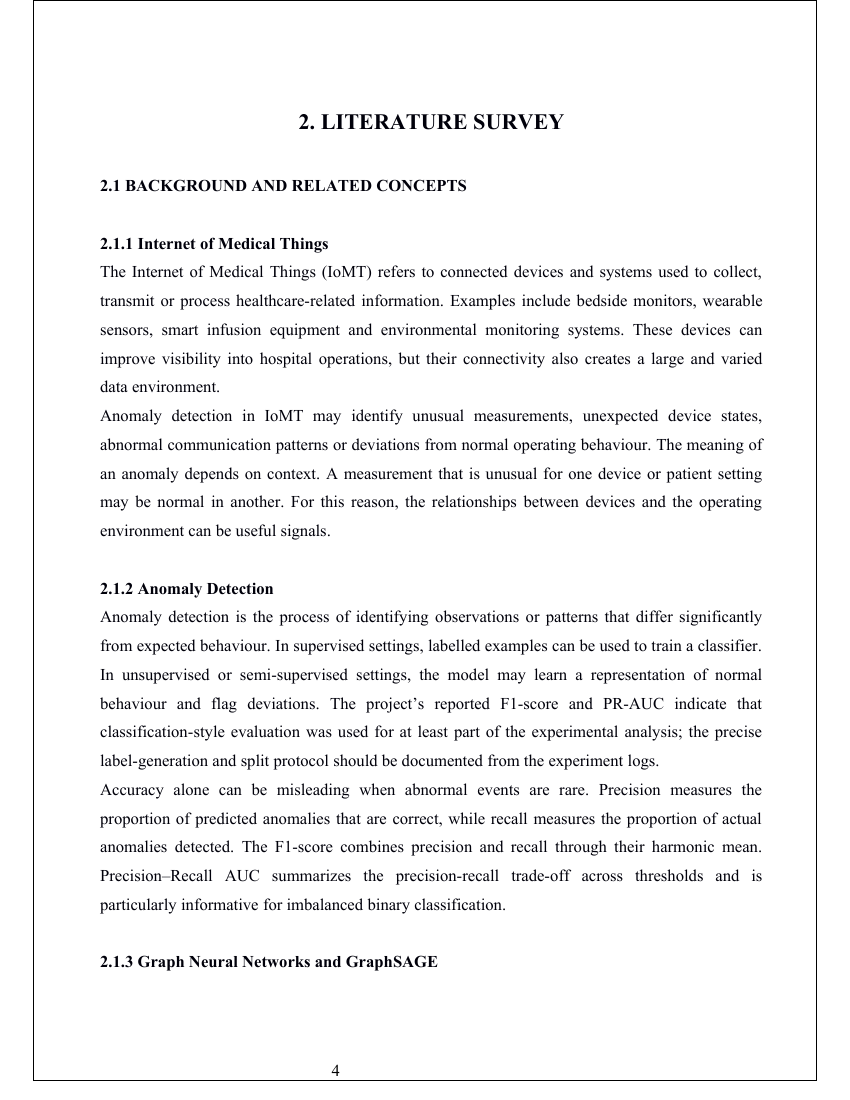 2. LITERATURE SURVEY
2.1 BACKGROUND AND RELATED CONCEPTS
2.1.1 Internet of Medical Things
The Internet of Medical Things (IoMT) refers to connected devices and systems used to collect,
transmit or process healthcare-related information. Examples include bedside monitors, wearable
sensors, smart infusion equipment and environmental monitoring systems. These devices can
improve visibility into hospital operations, but their connectivity also creates a large and varied
data environment.
Anomaly detection in IoMT may identify unusual measurements, unexpected device states,
abnormal communication patterns or deviations from normal operating behaviour. The meaning of
an anomaly depends on context. A measurement that is unusual for one device or patient setting
may be normal in another. For this reason, the relationships between devices and the operating
environment can be useful signals.
2.1.2 Anomaly Detection
Anomaly detection is the process of identifying observations or patterns that differ significantly
from expected behaviour. In supervised settings, labelled examples can be used to train a classifier.
In unsupervised or semi-supervised settings, the model may learn a representation of normal
behaviour and flag deviations. The project’s reported F1-score and PR-AUC indicate that
classification-style evaluation was used for at least part of the experimental analysis; the precise
label-generation and split protocol should be documented from the experiment logs.
Accuracy alone can be misleading when abnormal events are rare. Precision measures the
proportion of predicted anomalies that are correct, while recall measures the proportion of actual
anomalies detected. The F1-score combines precision and recall through their harmonic mean.
Precision–Recall AUC summarizes the precision-recall trade-off across thresholds and is
particularly informative for imbalanced binary classification.
2.1.3 Graph Neural Networks and GraphSAGE
4